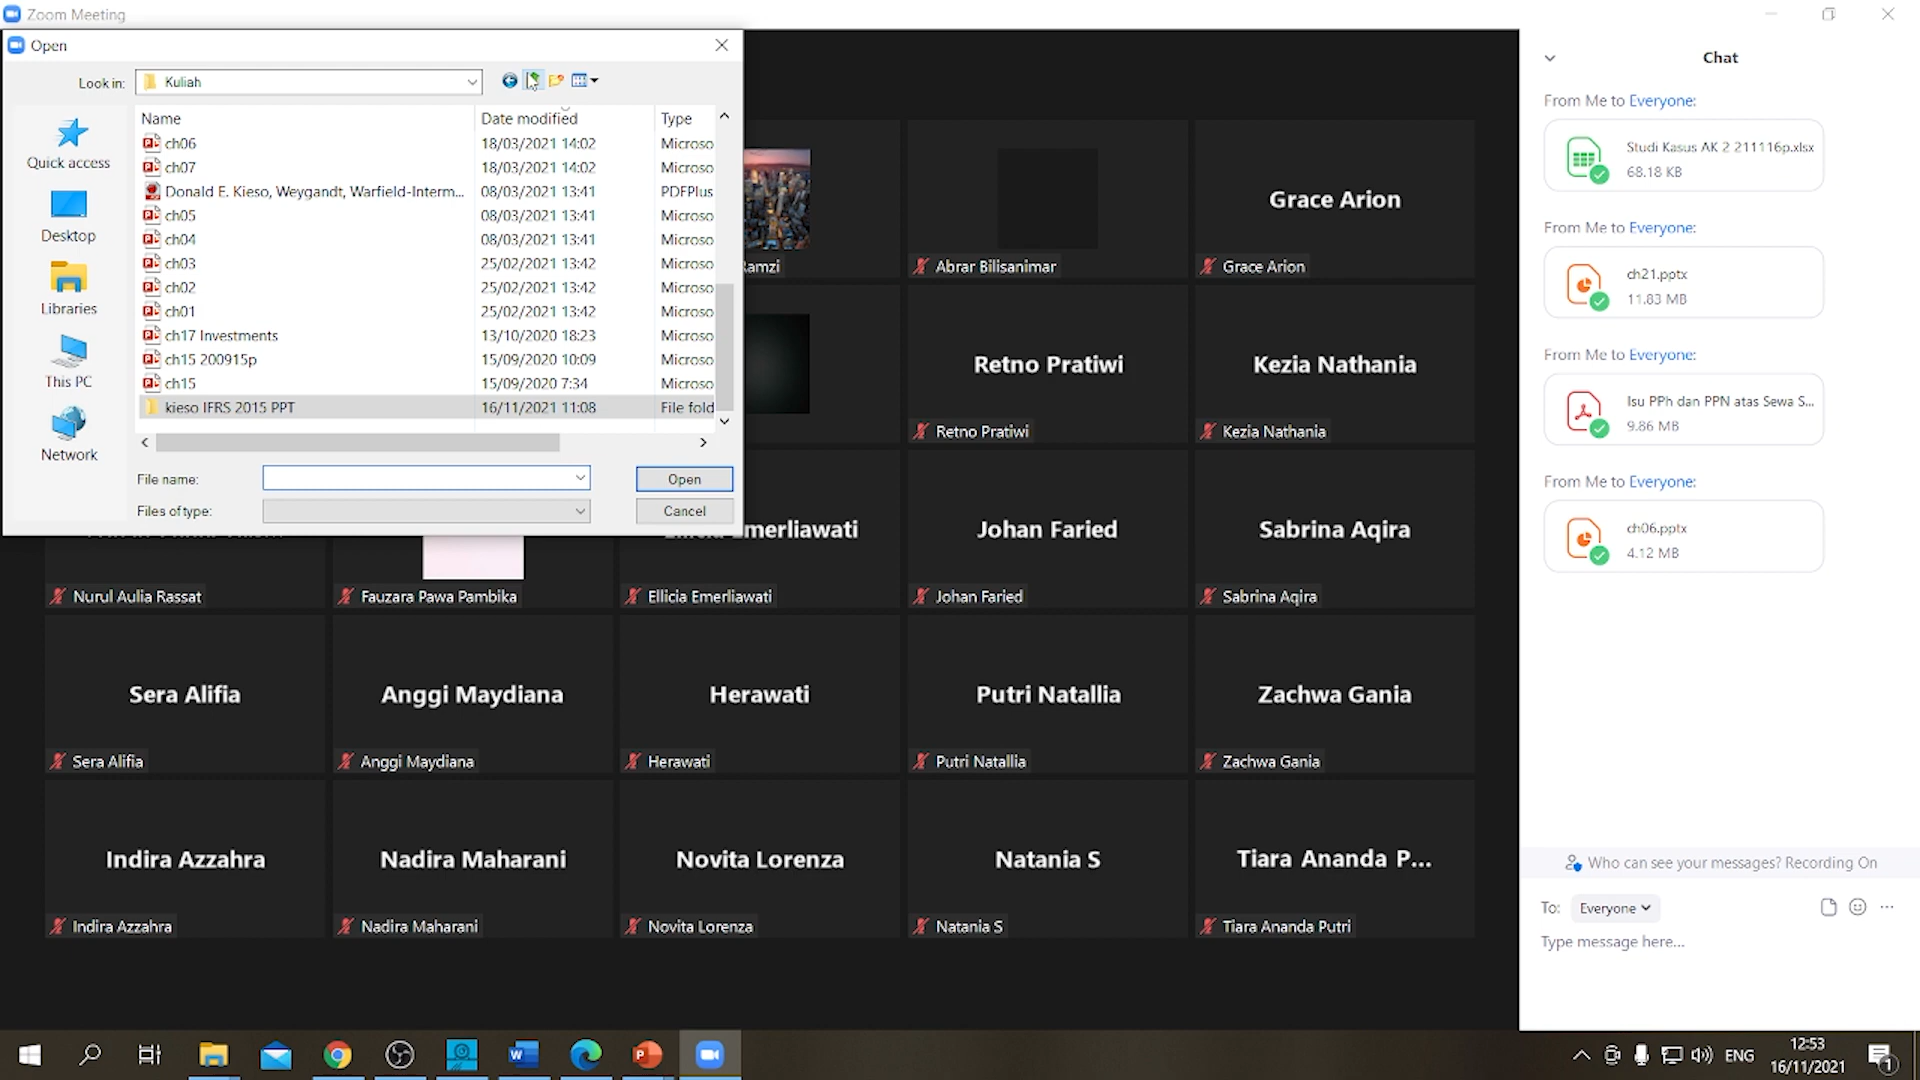 Zoom Meeting
Open
Look in: Kuliah
Name Date modified Type
ch06 18/03/2021 14:02 Microso
ch07 18/03/2021 14:02 Microso
Donald E. Kieso, Weygandt, Warfield-Interm... 08/03/2021 13:41 PDFPlus
ch05 08/03/2021 13:41 Microso
ch04 08/03/2021 13:41 Microso
ch03 25/02/2021 13:42 Microso
ch02 25/02/2021 13:42 Microso
ch01 25/02/2021 13:42 Microso
ch17 Investments 13/10/2020 18:23 Microso
ch15 200915p 15/09/2020 10:09 Microso
ch15 15/09/2020 7:34 Microso
kieso IFRS 2015 PPT 16/11/2021 11:08 File fold
Quick access
Desktop
Libraries
This PC
Network
File name: Open
Files of type: Cancel
Ramzi
Abrar Bilisanimar
Grace Arion
Grace Arion
Retno Pratiwi
Retno Pratiwi
Kezia Nathania
Kezia Nathania
Nurul Aulia Rassat
Fauzara Pawa Pambika
Emerliawati
Ellicia Emerliawati
Johan Faried
Johan Faried
Sabrina Aqira
Sabrina Aqira
Sera Alifia
Sera Alifia
Anggi Maydiana
Anggi Maydiana
Herawati
Herawati
Putri Natallia
Putri Natallia
Zachwa Gania
Zachwa Gania
Indira Azzahra
Indira Azzahra
Nadira Maharani
Nadira Maharani
Novita Lorenza
Novita Lorenza
Natania S
Natania S
Tiara Ananda P...
Tiara Ananda Putri
Chat
From Me to Everyone:
Studi Kasus AK 2 211116p.xlsx
68.18 KB
From Me to Everyone:
ch21.pptx
11.83 MB
From Me to Everyone:
Isu PPh dan PPN atas Sewa S...
9.86 MB
From Me to Everyone:
ch06.pptx
4.12 MB
Who can see your messages? Recording On
To: Everyone
Type message here...
ENG
12:53
16/11/2021
1